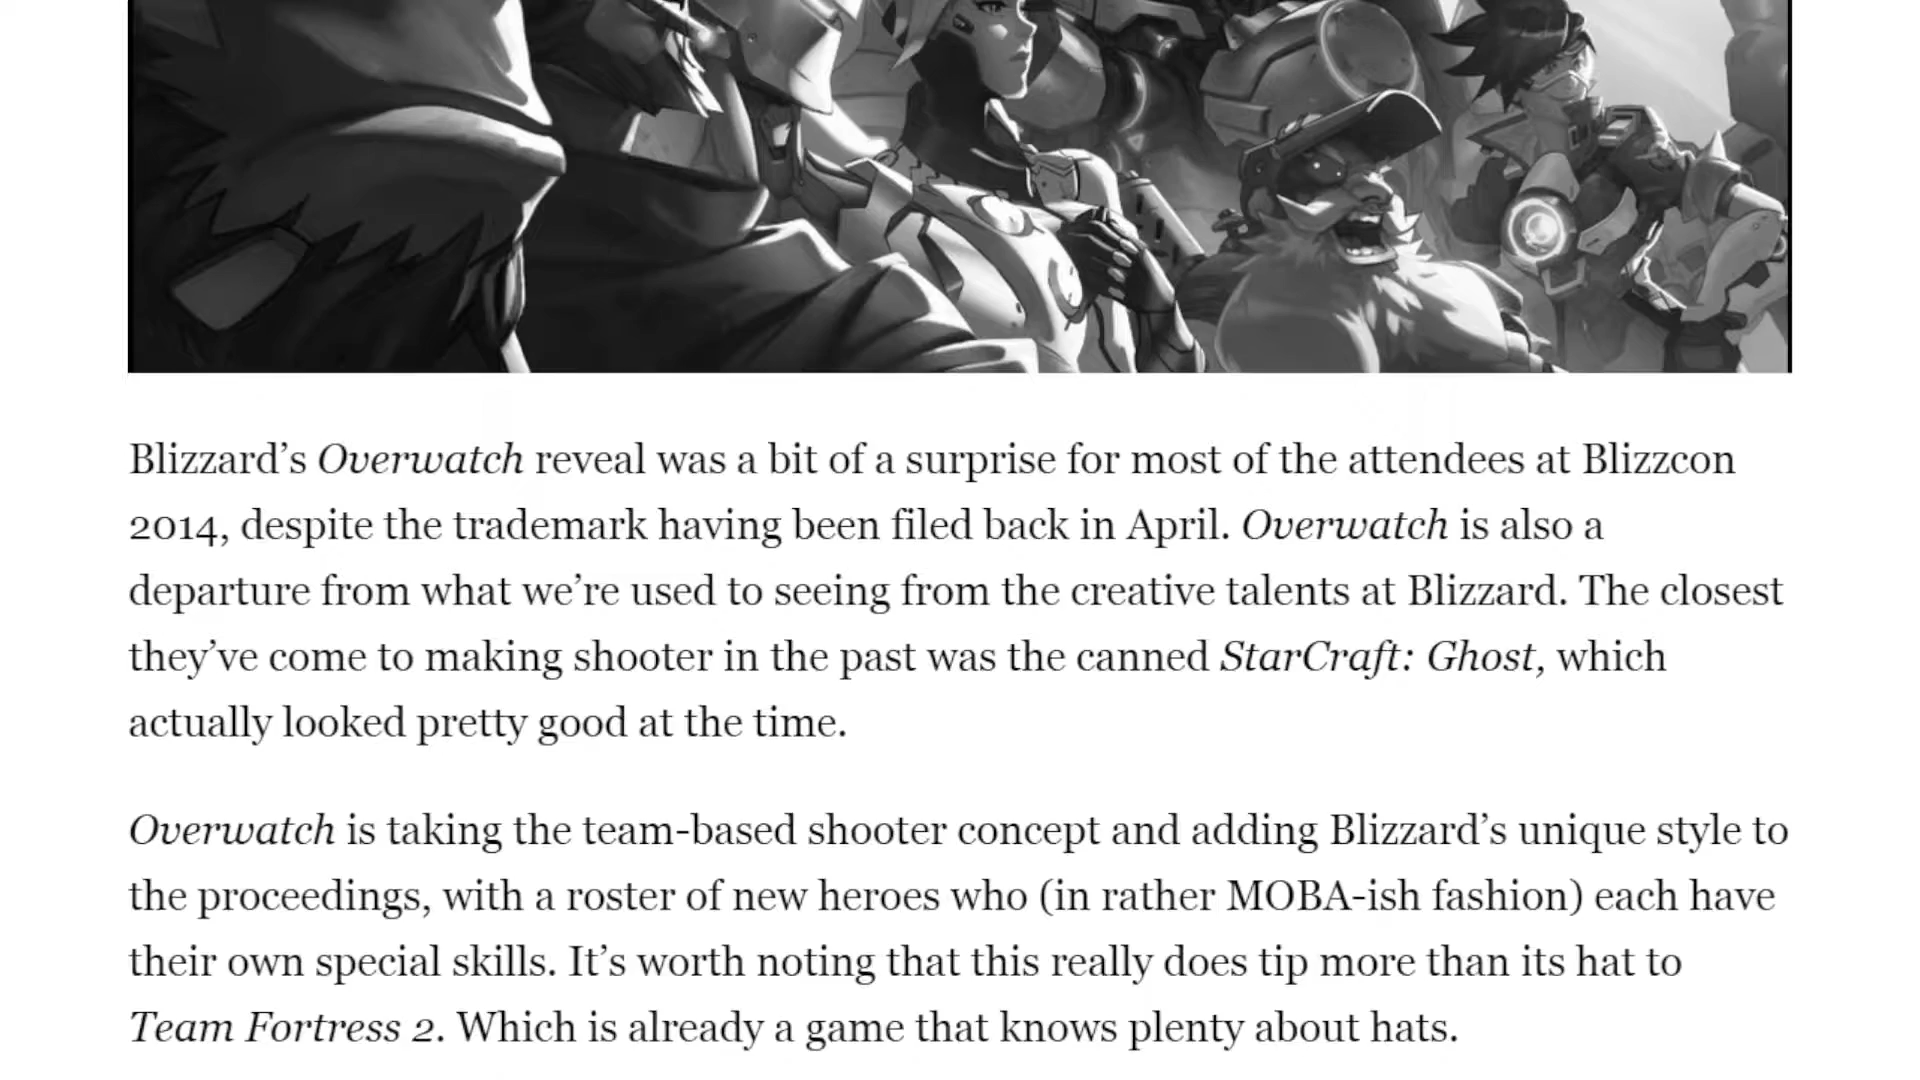 Blizzard’s Overwatch reveal was a bit of a surprise for most of the attendees at Blizzcon
2014, despite the trademark having been filed back in April. Overwatch is also a
departure from what we’re used to seeing from the creative talents at Blizzard. The closest
they’ve come to making shooter in the past was the canned StarCraft: Ghost, which
actually looked pretty good at the time.
Overwatch is taking the team-based shooter concept and adding Blizzard’s unique style to
the proceedings, with a roster of new heroes who (in rather MOBA-ish fashion) each have
their own special skills. It’s worth noting that this really does tip more than its hat to
Team Fortress 2. Which is already a game that knows plenty about hats.